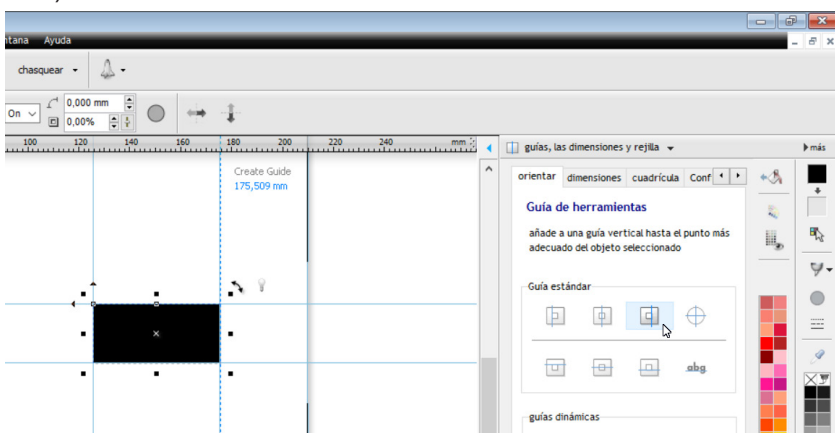 Ayuda
chasquear
On
0,000 mm
0,00%
100 120 140 160 180 200 220 240 mm
Create Guide
175,509 mm
guías, las dimensiones y rejilla
más
orientar dimensiones cuadrícula Conf
Guía de herramientas
añade a una guía vertical hasta el punto más
adecuado del objeto seleccionado
Guía estándar
abg
guías dinámicas